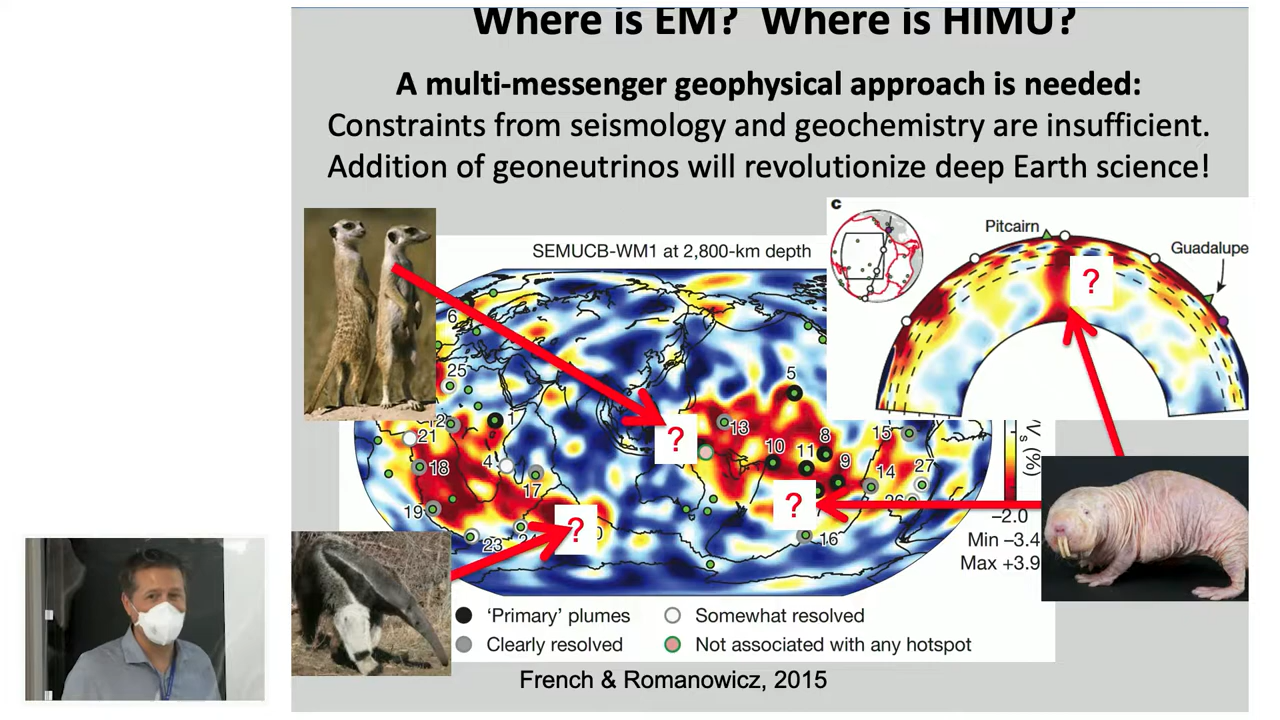 Where is EM? Where is HIMU?
A multi-messenger geophysical approach is needed:
Constraints from seismology and geochemistry are insufficient.
Addition of geoneutrinos will revolutionize deep Earth science!
c
Pitcairn
Guadalupe
SEMUCB-WM1 at 2,800-km depth
?
6
25
5
1
13
21
8
15
?
10
11
9
4
18
14
27
17
?
19
?
16
23
Vs (%)
–2.0
Min –3.4
Max +3.9
'Primary' plumes
Somewhat resolved
Clearly resolved
Not associated with any hotspot
French & Romanowicz, 2015